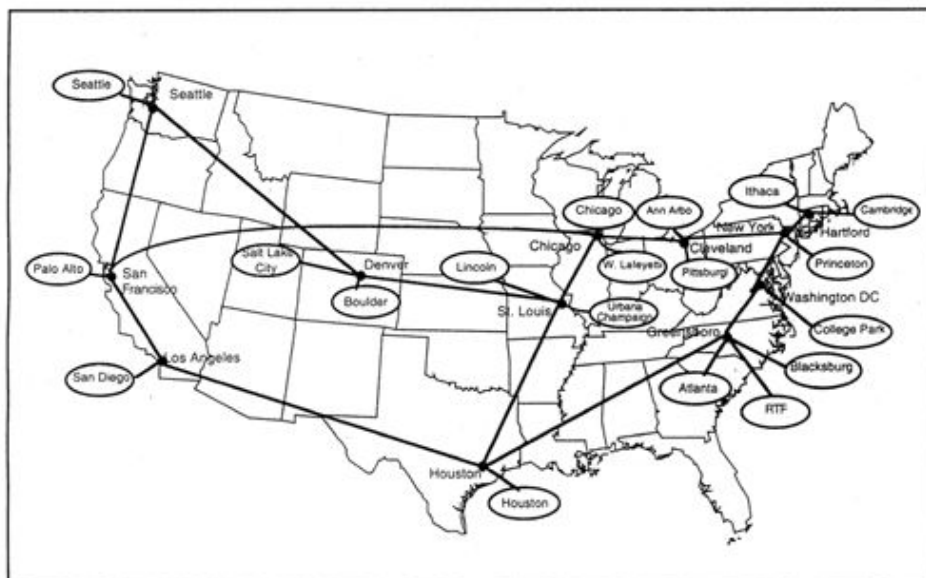 Seattle
Seattle
Ithaca
Chicago
Ann Arbo
Cambridge
New York
Hartford
Chicago
Cleveland
Salt Lake
City
Denver
Lincoln
W. Lafeyett
Pittsburg
Princeton
Palo Alto
San
Francisco
Boulder
St. Louis
Urbana
Champaign
Washington DC
Greensboro
College Park
Los Angeles
San Diego
Atlanta
Blacksburg
RTF
Houston
Houston